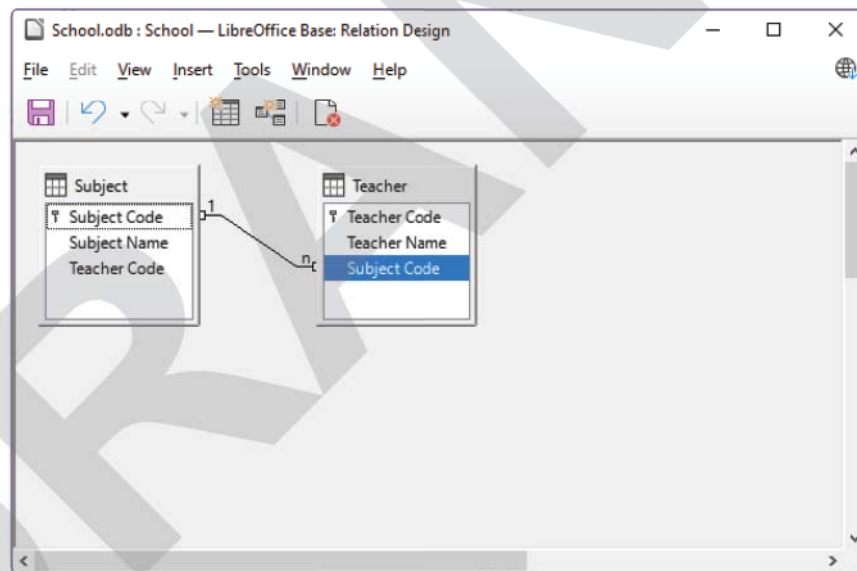 School.odb : School — LibreOffice Base: Relation Design
File Edit View Insert Tools Window Help
Subject
Subject Code
Subject Name
Teacher Code
1
n
Teacher
Teacher Code
Teacher Name
Subject Code